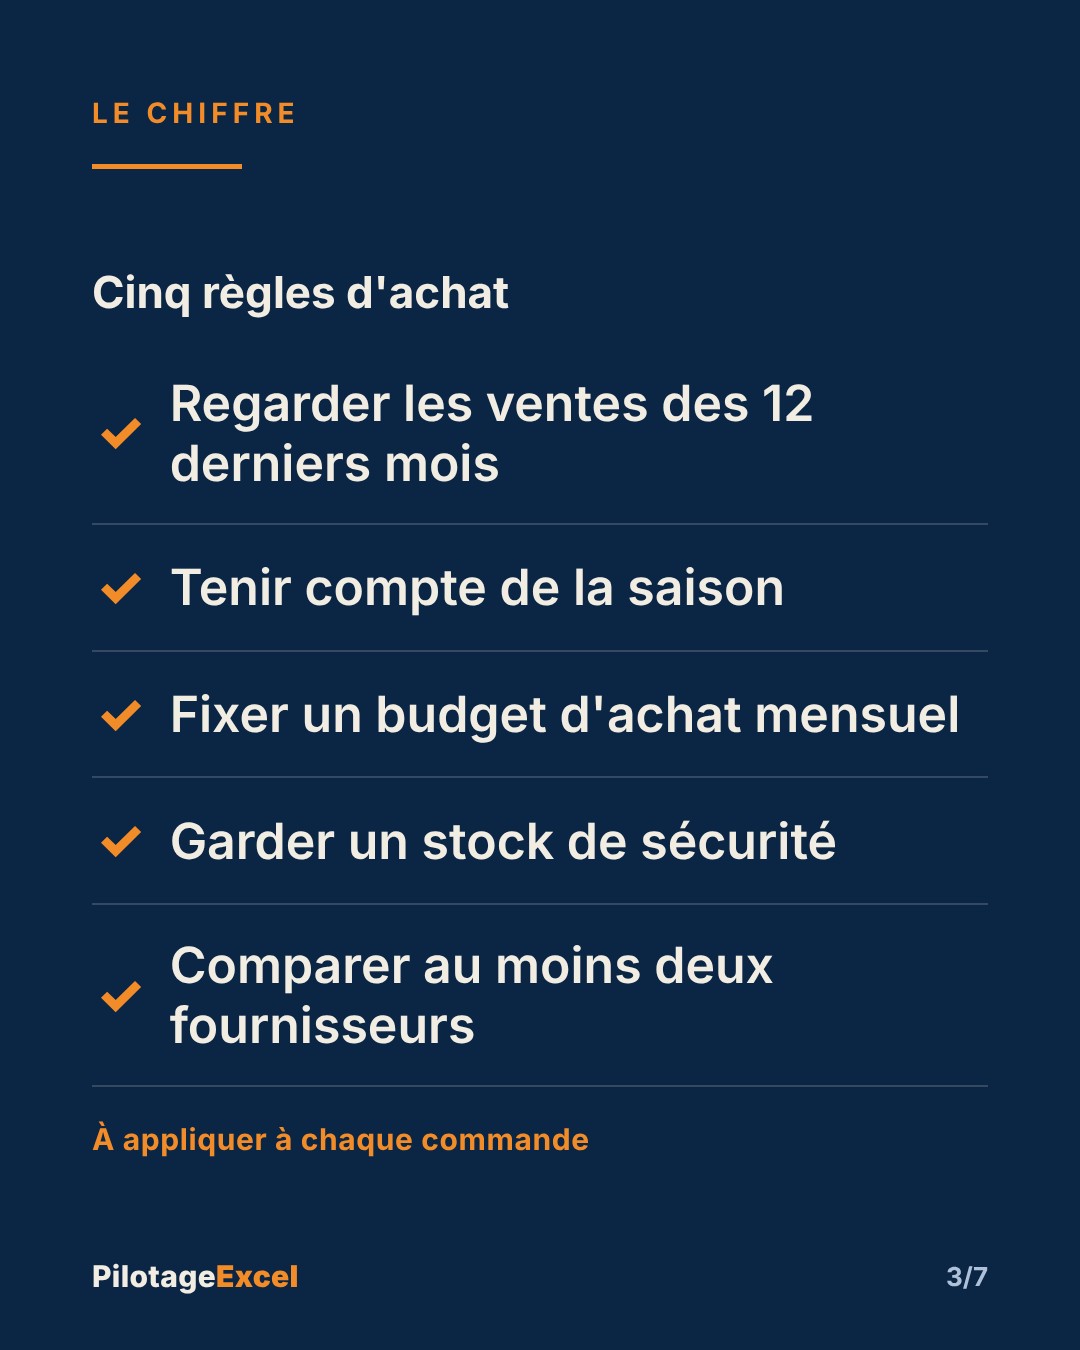 LE CHIFFRE
Cinq règles d'achat
Regarder les ventes des 12
derniers mois
Tenir compte de la saison
Fixer un budget d'achat mensuel
Garder un stock de sécurité
Comparer au moins deux
fournisseurs
À appliquer à chaque commande
PilotageExcel
3/7